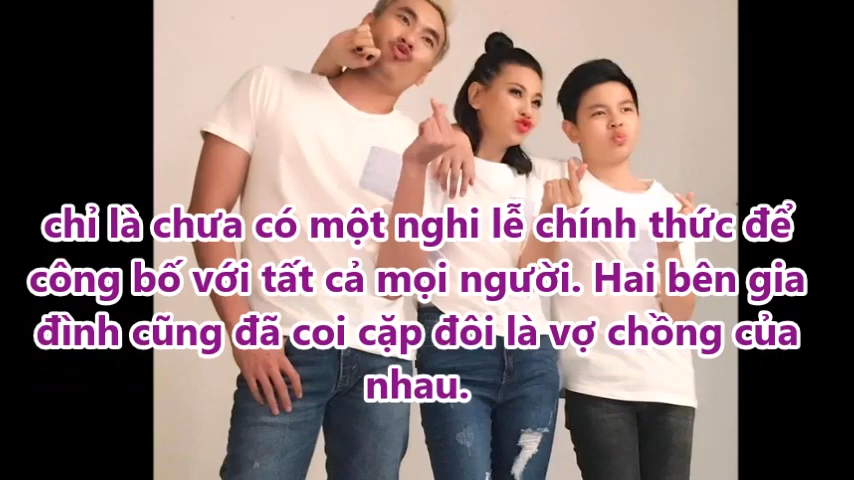 chỉ là chưa có một nghi lễ chính thức để
công bố với tất cả mọi người. Hai bên gia
đình cũng đã coi cặp đôi là vợ chồng của
nhau.